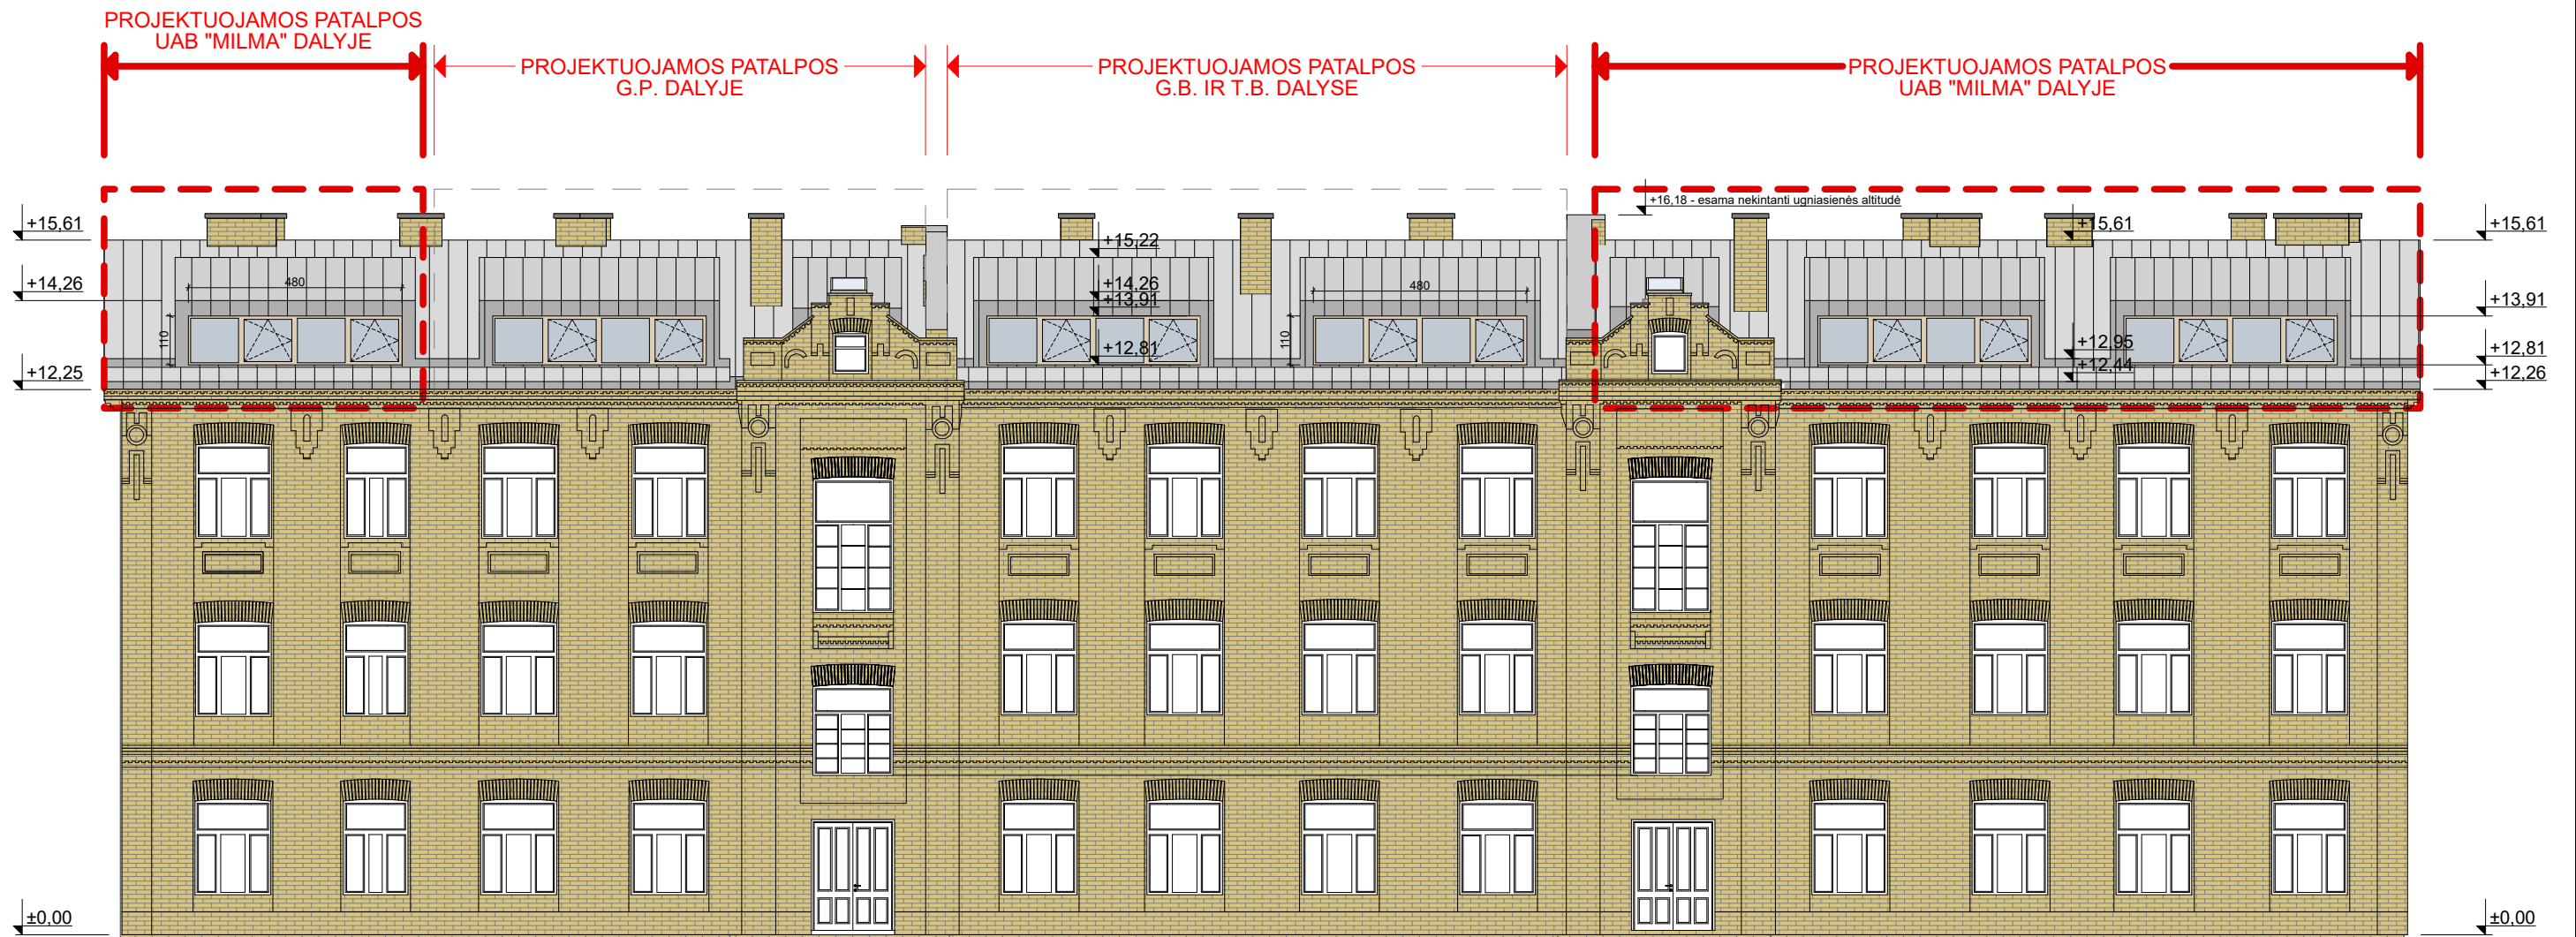 PROJEKTUOJAMOS PATALPOS
UAB "MILMA" DALYJE
PROJEKTUOJAMOS PATALPOS
G.P. DALYJE
PROJEKTUOJAMOS PATALPOS
G.B. IR T.B. DALYSE
PROJEKTUOJAMOS PATALPOS
UAB "MILMA" DALYJE
+16,18 - esama nekintanti ugniasienės altitudė
+15,61
+15,22
+15,61
+15,61
+14,26
480
+14,26
+13,91
480
+13,91
110
+12,81
110
+12,95
+12,44
+12,81
+12,25
+12,26
±0,00
±0,00